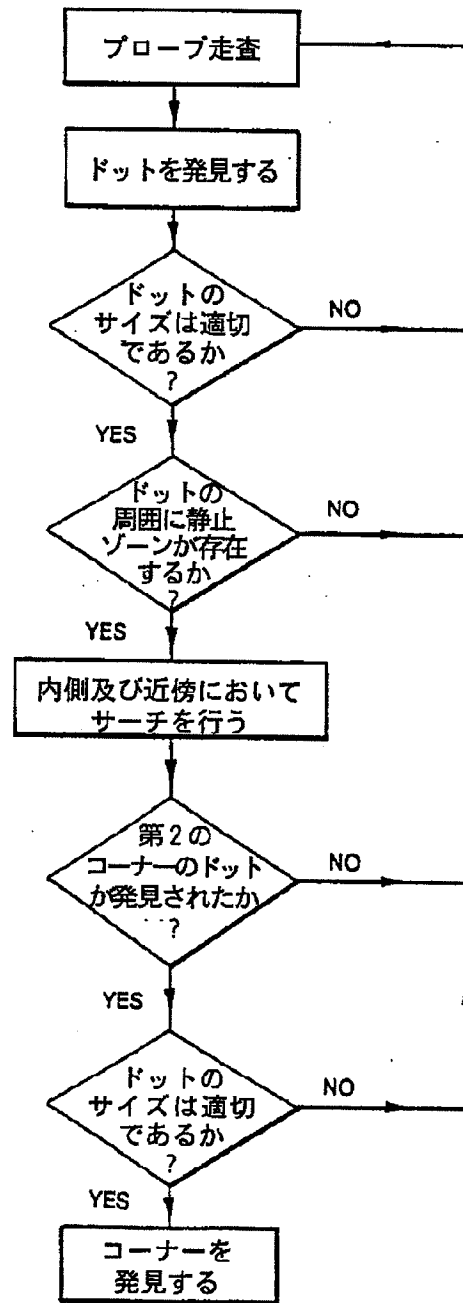 プローブ走査
ドットを発見する
ドットの
サイズは適切
であるか
?
NO
YES
ドットの
周囲に静止
ゾーンが存在
するか
?
NO
YES
内側及び近傍において
サーチを行う
第2の
コーナーのドット
が発見されたか
?
NO
YES
ドットの
サイズは適切
であるか
?
NO
YES
コーナーを
発見する